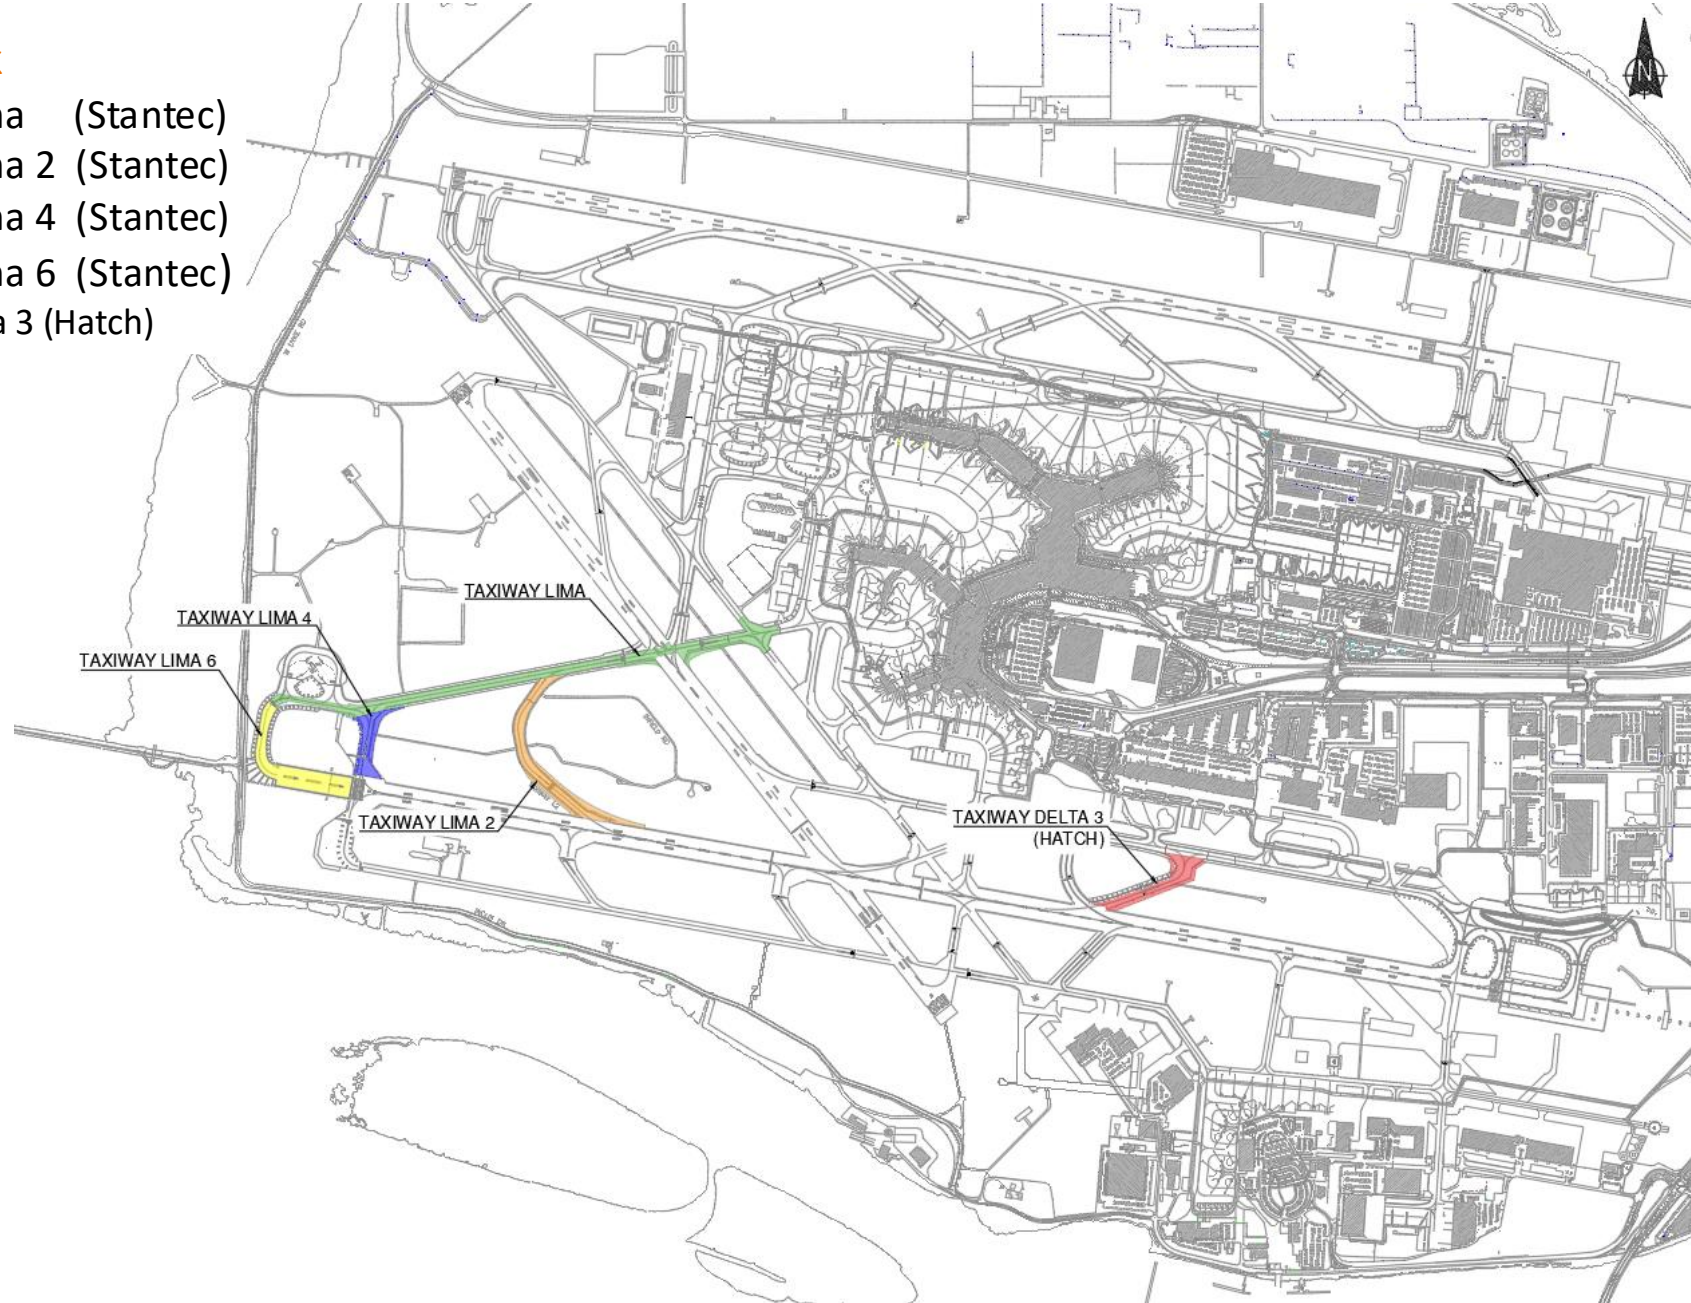 na (Stantec)
na 2 (Stantec)
na 4 (Stantec)
na 6 (Stantec)
a 3 (Hatch)
N
TAXIWAY LIMA
TAXIWAY LIMA 4
TAXIWAY LIMA 6
TAXIWAY LIMA 2
TAXIWAY DELTA 3
(HATCH)